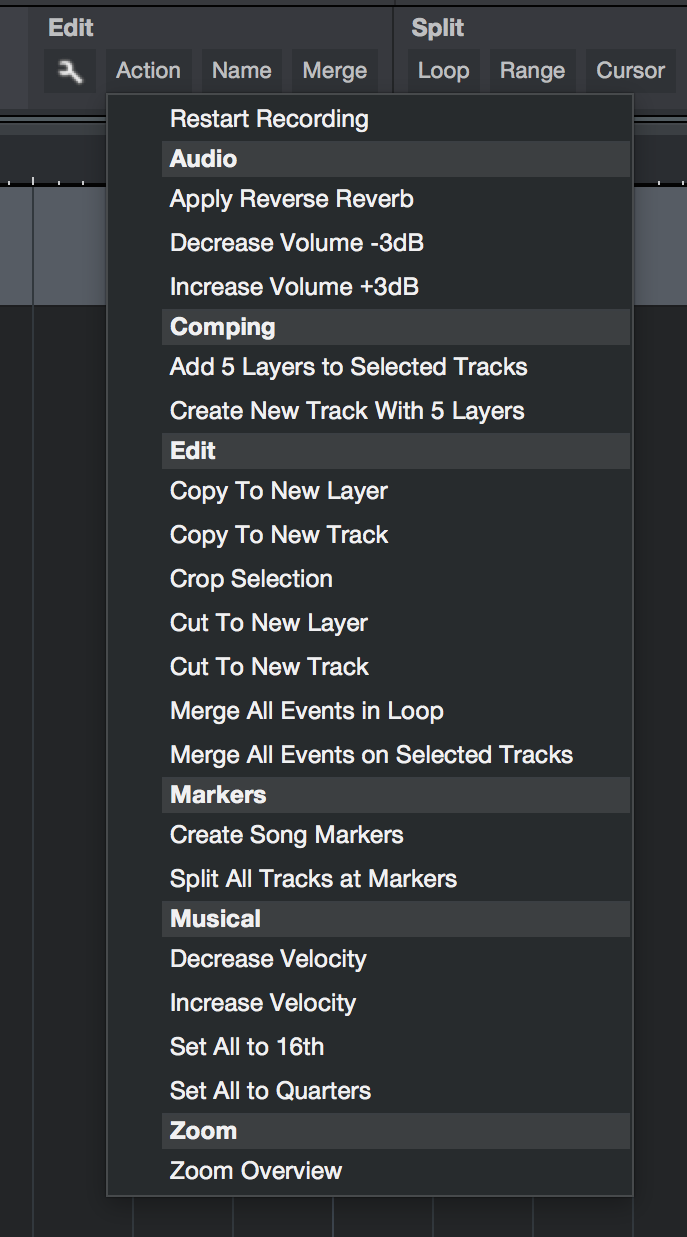 Edit
Split
Action
Name
Merge
Loop
Range
Cursor
Restart Recording
Audio
Apply Reverse Reverb
Decrease Volume -3dB
Increase Volume +3dB
Comping
Add 5 Layers to Selected Tracks
Create New Track With 5 Layers
Edit
Copy To New Layer
Copy To New Track
Crop Selection
Cut To New Layer
Cut To New Track
Merge All Events in Loop
Merge All Events on Selected Tracks
Markers
Create Song Markers
Split All Tracks at Markers
Musical
Decrease Velocity
Increase Velocity
Set All to 16th
Set All to Quarters
Zoom
Zoom Overview